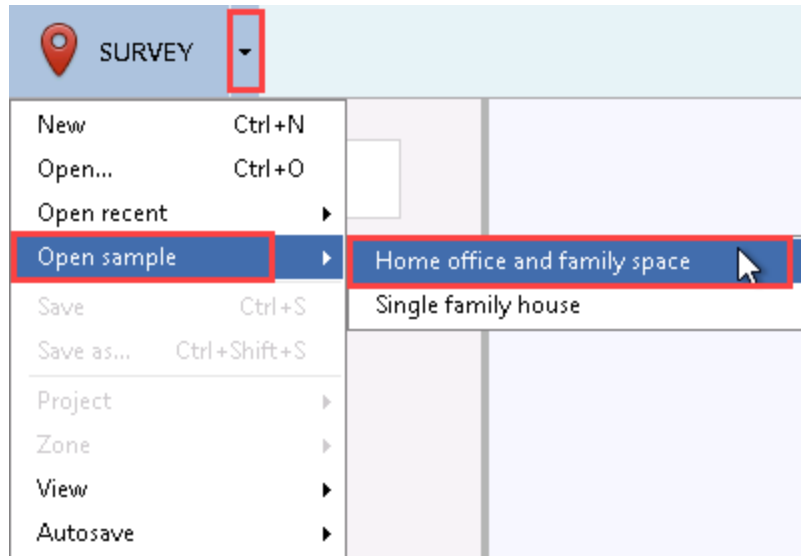 SURVEY
New Ctrl+N
Open... Ctrl+O
Open recent
Open sample
Home office and family space
Single family house
Save Ctrl+S
Save as... Ctrl+Shift+S
Project
Zone
View
Autosave